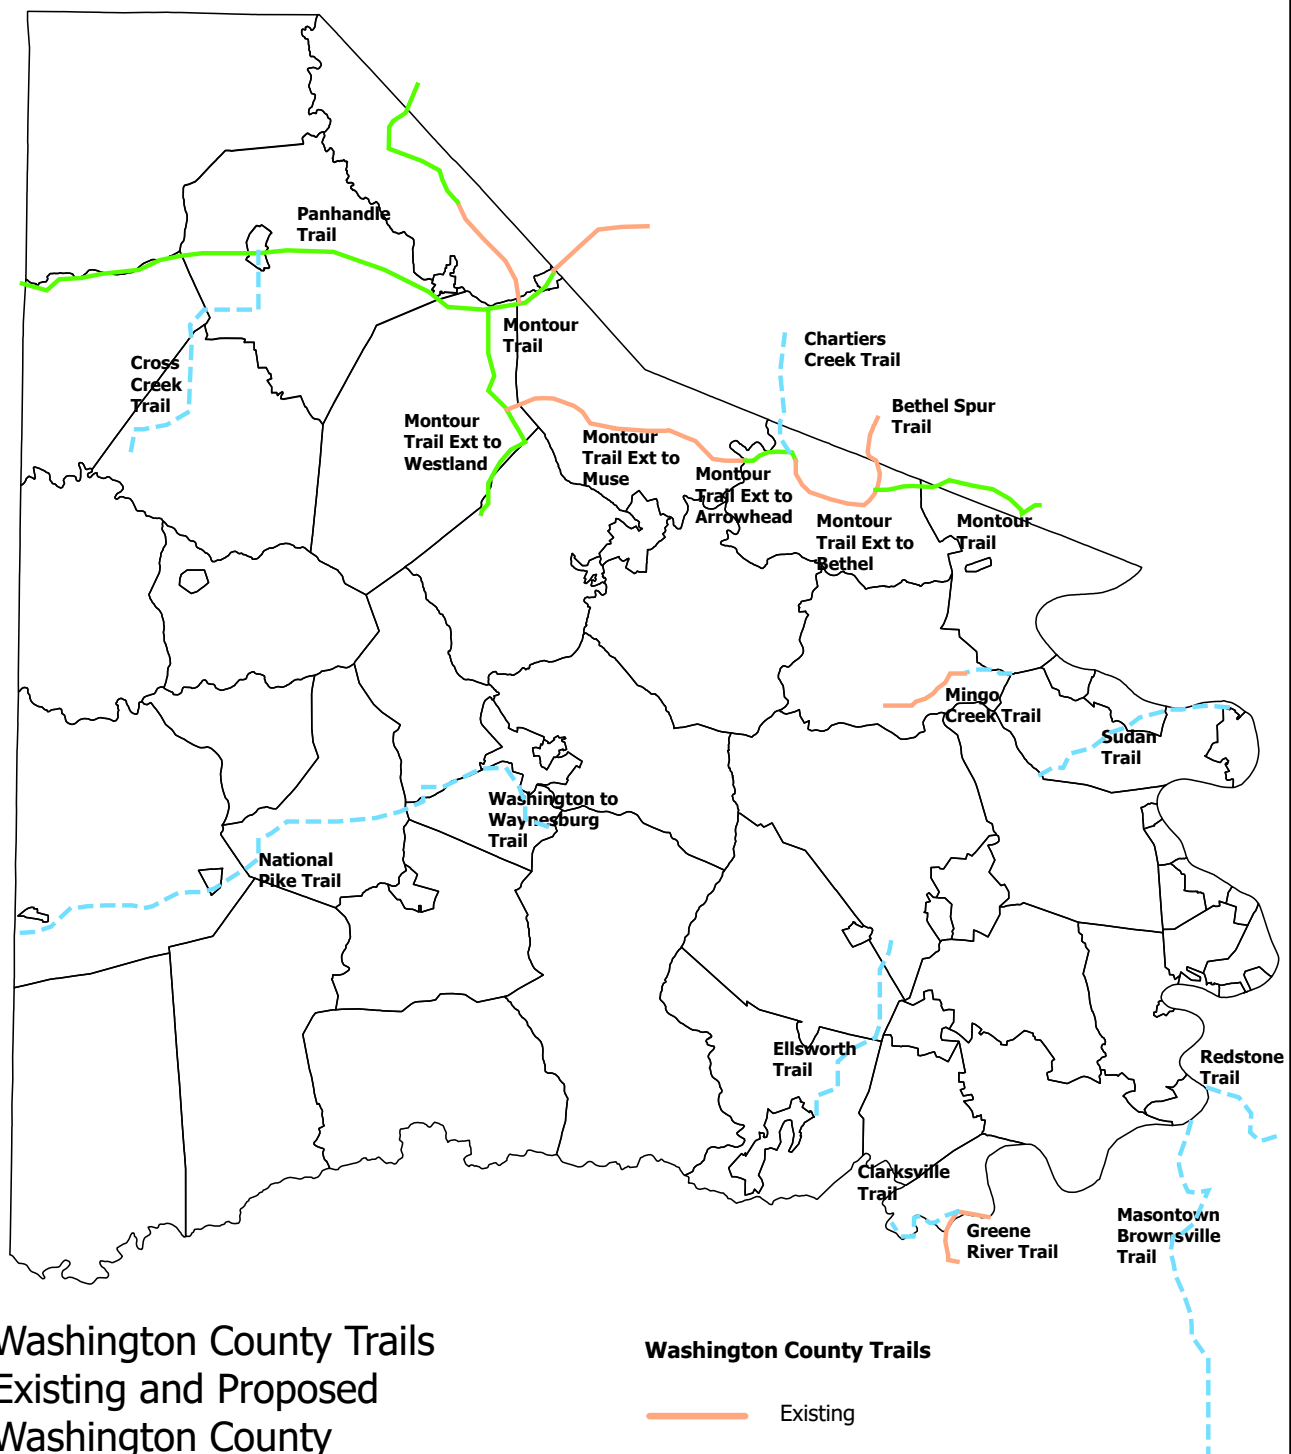 Panhandle
Trail
Montour
Trail
Chartiers
Creek Trail
Cross
Creek
Trail
Bethel Spur
Trail
Montour
Trail Ext to
Westland
Montour
Trail Ext to
Muse
Montour
Trail Ext to
Arrowhead
Montour
Trail Ext to
Bethel
Montour
Trail
Mingo
Creek Trail
Sudan
Trail
Washington to
Waynesburg
Trail
National
Pike Trail
Ellsworth
Trail
Redstone
Trail
Clarksville
Trail
Greene
River Trail
Masontown
Brownsville
Trail
Washington County Trails
Existing and Proposed
Washington County
Washington County Trails
Existing